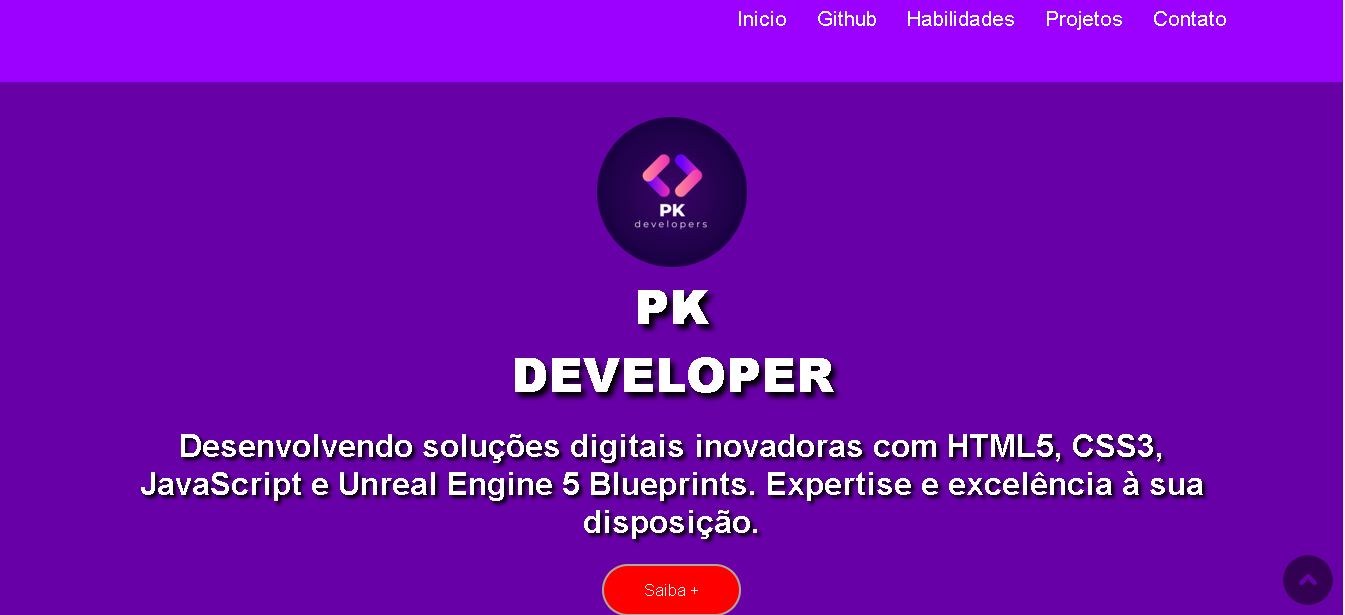 Inicio Github Habilidades Projetos Contato
PK
developers
PK
DEVELOPER
Desenvolvendo soluções digitais inovadoras com HTML5, CSS3,
JavaScript e Unreal Engine 5 Blueprints. Expertise e excelência à sua
disposição.
Saiba +